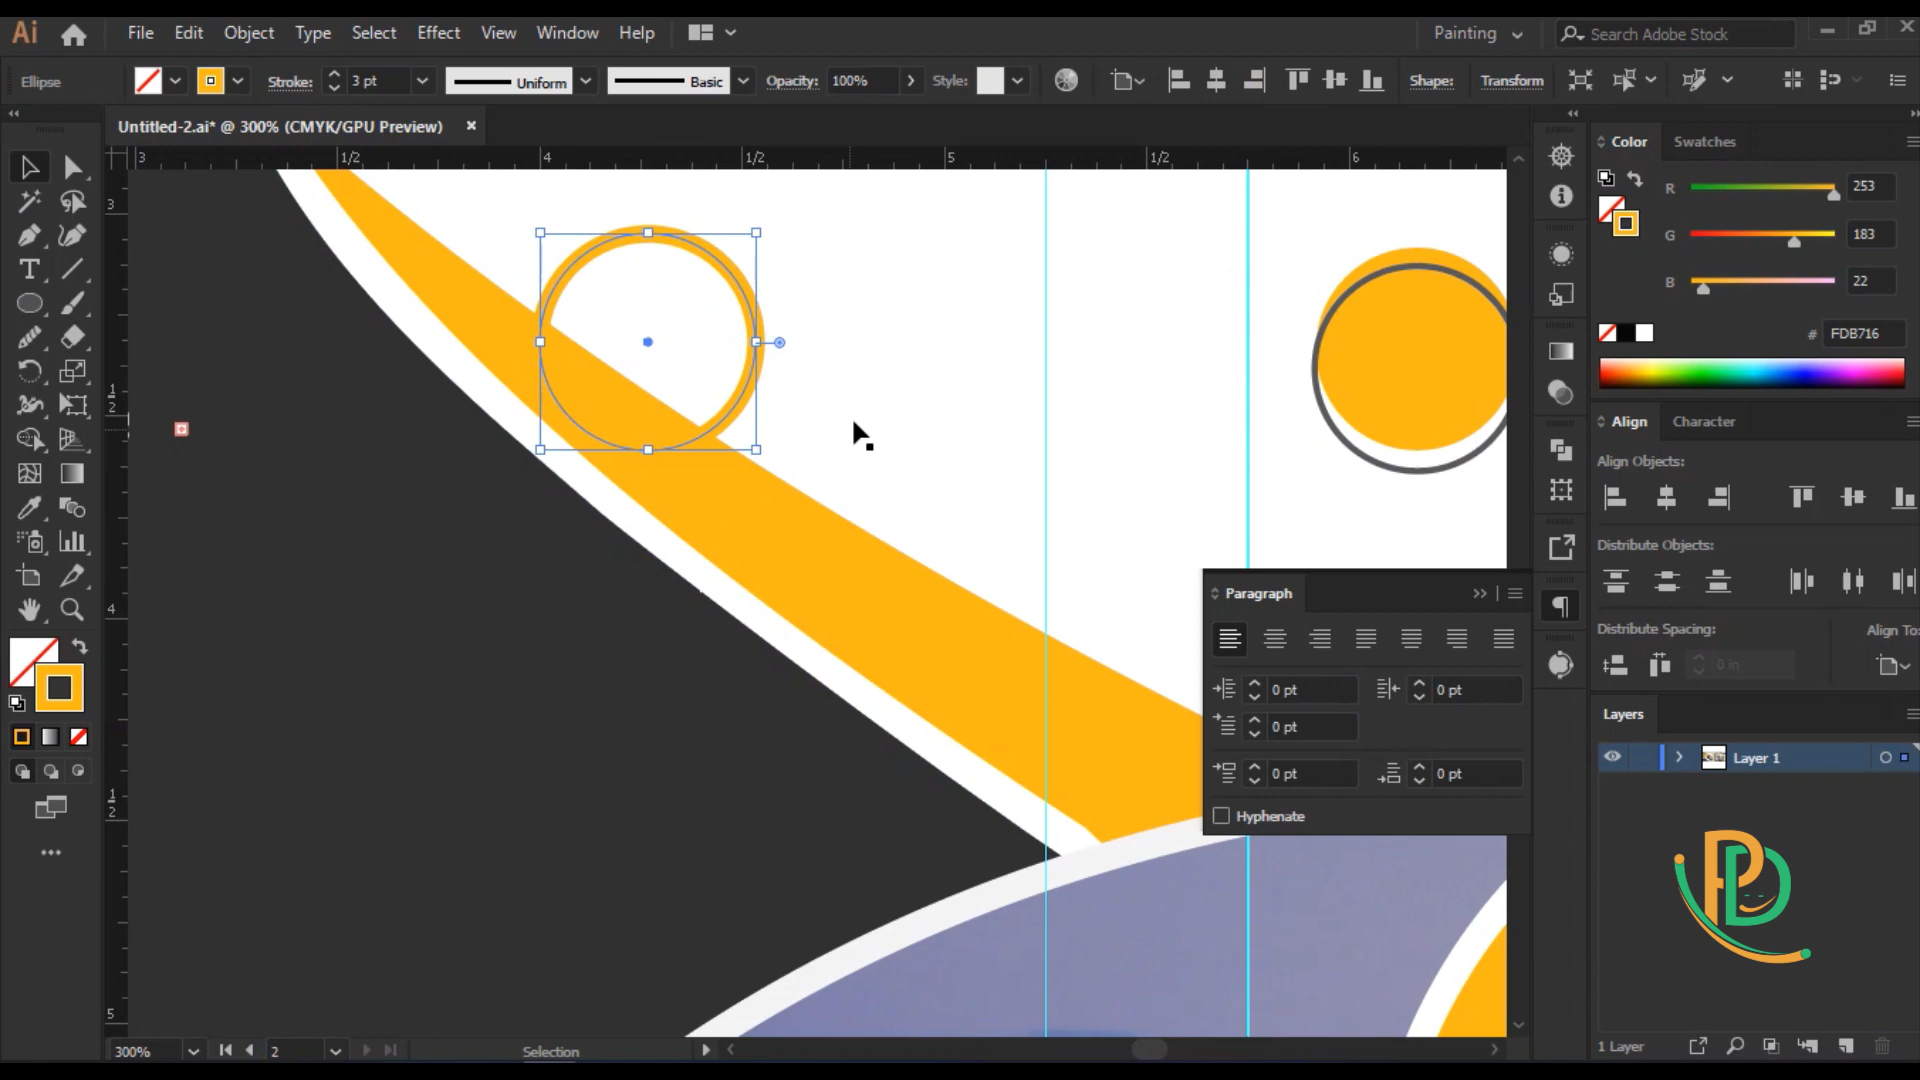 Ai File Edit Object Type Select Effect View Window Help Painting Search Adobe Stock
Ellipse Stroke: 3 pt Uniform Basic Opacity: 100% Style: Shape: Transform
Untitled-2.ai* @ 300% (CMYK/GPU Preview) ×
3 1/2 4 1/2 5 1/2 6
3
1
2
4
1
2
5
Color Swatches
R 253
G 183
B 22
# FDB716
Align Character
Align Objects:
Distribute Objects:
Distribute Spacing: Align To:
0 in
Paragraph
0 pt 0 pt
0 pt
0 pt 0 pt
Hyphenate
Layers
Layer 1
PD
1 Layer
300% 2 Selection